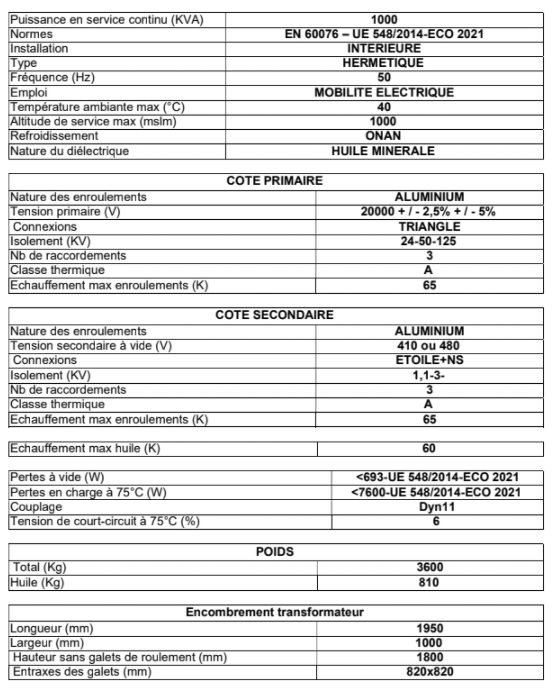 Puissance en service continu (KVA) 1000
Normes EN 60076 – UE 548/2014-ECO 2021
Installation INTERIEURE
Type HERMETIQUE
Fréquence (Hz) 50
Emploi MOBILITE ELECTRIQUE
Température ambiante max (°C) 40
Altitude de service max (mslm) 1000
Refroidissement ONAN
Nature du diélectrique HUILE MINERALE
COTE PRIMAIRE
Nature des enroulements ALUMINIUM
Tension primaire (V) 20000 + / - 2,5% + / - 5%
Connexions TRIANGLE
Isolement (KV) 24-50-125
Nb de raccordements 3
Classe thermique A
Echauffement max enroulements (K) 65
COTE SECONDAIRE
Nature des enroulements ALUMINIUM
Tension secondaire à vide (V) 410 ou 480
Connexions ETOILE+NS
Isolement (KV) 1,1-3-
Nb de raccordements 3
Classe thermique A
Echauffement max enroulements (K) 65
Echauffement max huile (K) 60
Pertes à vide (W) <693-UE 548/2014-ECO 2021
Pertes en charge à 75°C (W) <7600-UE 548/2014-ECO 2021
Couplage Dyn11
Tension de court-circuit à 75°C (%) 6
POIDS
Total (Kg) 3600
Huile (Kg) 810
Encombrement transformateur
Longueur (mm) 1950
Largeur (mm) 1000
Hauteur sans galets de roulement (mm) 1800
Entraxes des galets (mm) 820x820